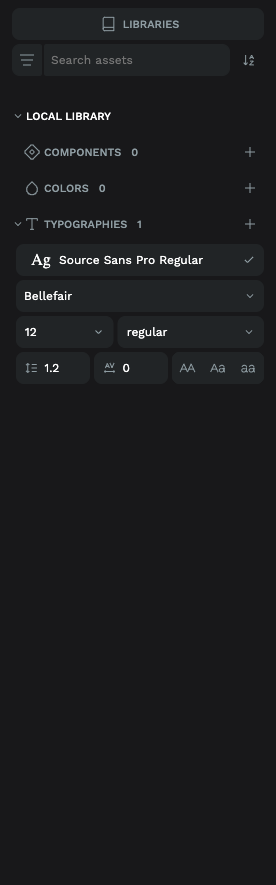 LIBRARIES
Search assets
LOCAL LIBRARY
COMPONENTS 0
COLORS 0
TYPOGRAPHIES 1
Ag Source Sans Pro Regular
Bellefair
12 regular
1.2 AV 0 AA Aa aa